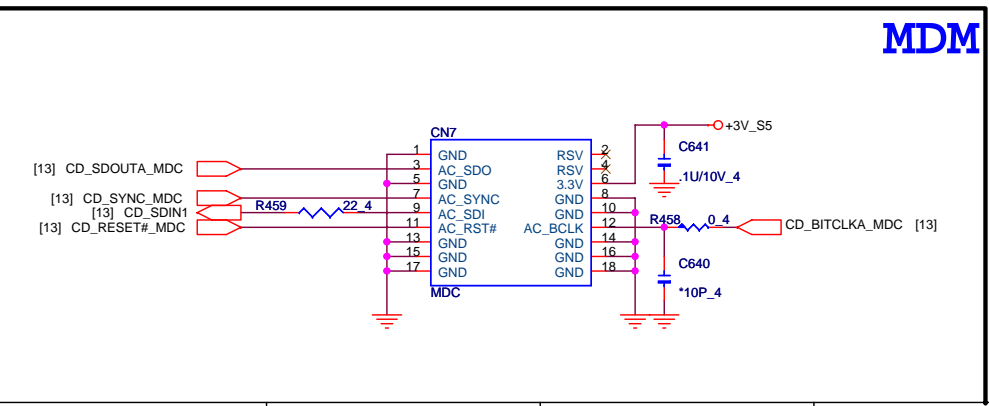 MDM
+3V_S5
CN7
C641
1 GND RSV 2
[13] CD_SDOUTA_MDC 3 AC_SDO RSV 4
5 GND 3.3V 6 .1U/10V_4
[13] CD_SYNC_MDC 7 AC_SYNC GND 8
[13] CD_SDIN1 R459 22_4 9 AC_SDI GND 10
[13] CD_RESET#_MDC 11 AC_RST# AC_BCLK 12 R458 0_4 CD_BITCLKA_MDC [13]
13 GND GND 14
15 GND GND 16
17 GND GND 18 C640
MDC *10P_4